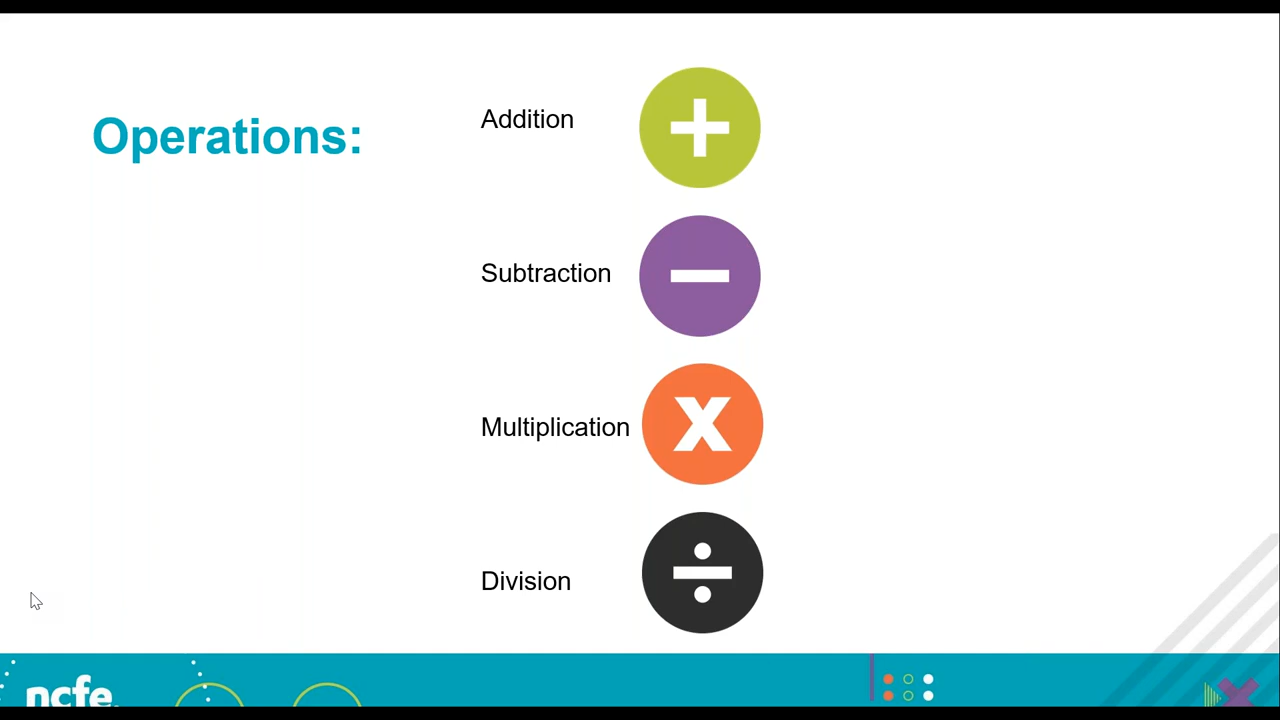 Operations:
Addition
+
Subtraction
−
Multiplication
x
Division
÷
ncfe.